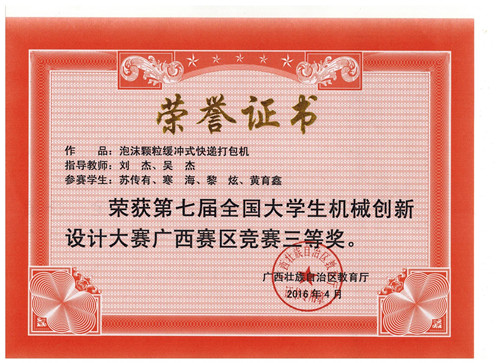 荣誉证书
作　　品：泡沫颗粒缓冲式快递打包机
指导教师：刘　杰、吴　杰
参赛学生：苏传有、寒　海、黎　炫、黄育鑫
荣获第七届全国大学生机械创新
设计大赛广西赛区竞赛三等奖。
广西壮族自治区教育厅
2016年4月